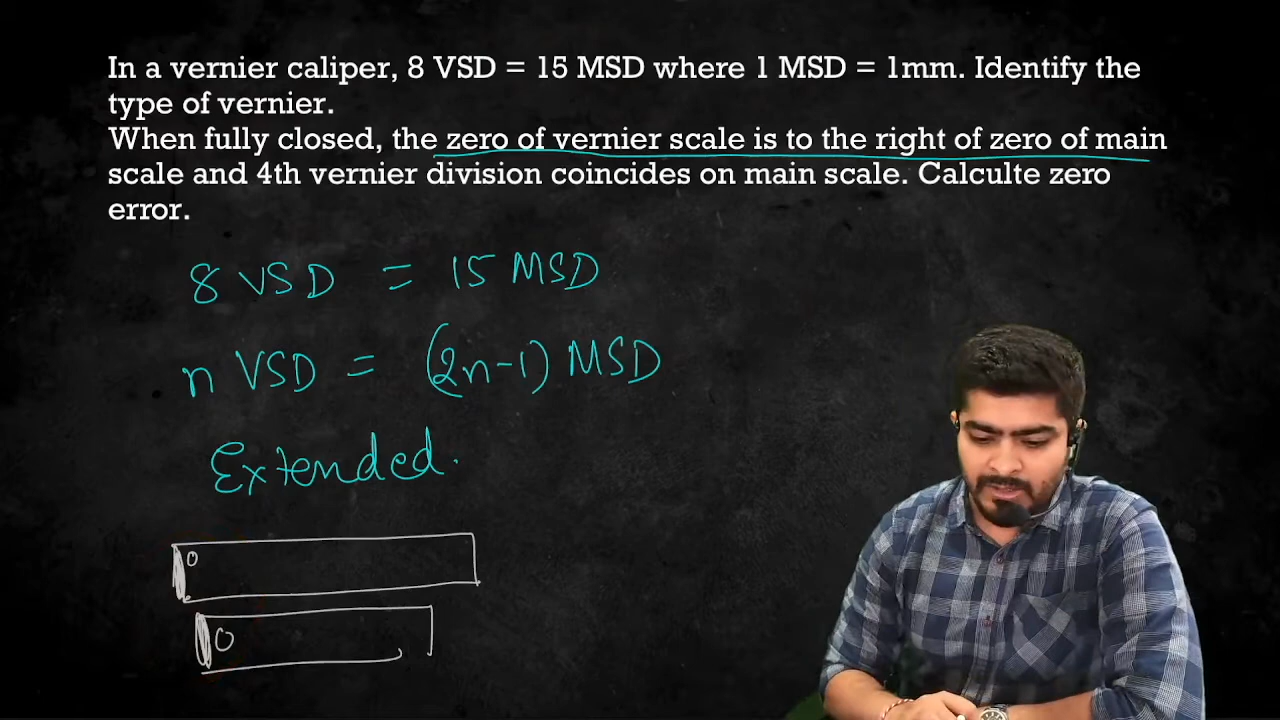 In a vernier caliper, 8 VSD = 15 MSD where 1 MSD = 1mm. Identify the
type of vernier.
When fully closed, the zero of vernier scale is to the right of zero of main
scale and 4th vernier division coincides on main scale. Calculte zero
error.
8 VSD = 15 MSD
n VSD = (2n-1) MSD
Extended.
0
0